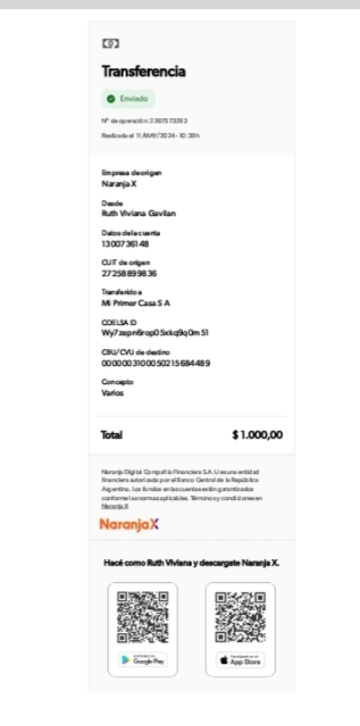 Transferencia
Enviado
N° de operación 2267573283
Realizado el 11/MAY/2024 - 10:38h
Empresa de origen
Naranja X
Desde
Ruth Viviana Gavilan
Datos de la cuenta
1300736148
CUIT de origen
27258899836
Transferido a
Mi Primer Casa S A
COELSA ID
Wy7zepn6rop05xkq9q0m51
CBU/CVU de destino
0000003100050215684489
Concepto
Varios
Total $ 1.000,00
Naranja Digital Compañía Financiera S.A.U es una entidad
financiera autorizada por el Banco Central de la República
Argentina. Los fondos en las cuentas están garantizados
conforme las normas aplicables. Términos y condiciones en
Naranja X
NaranjaX
Hacé como Ruth Viviana y descargate Naranja X.
Google Play
App Store